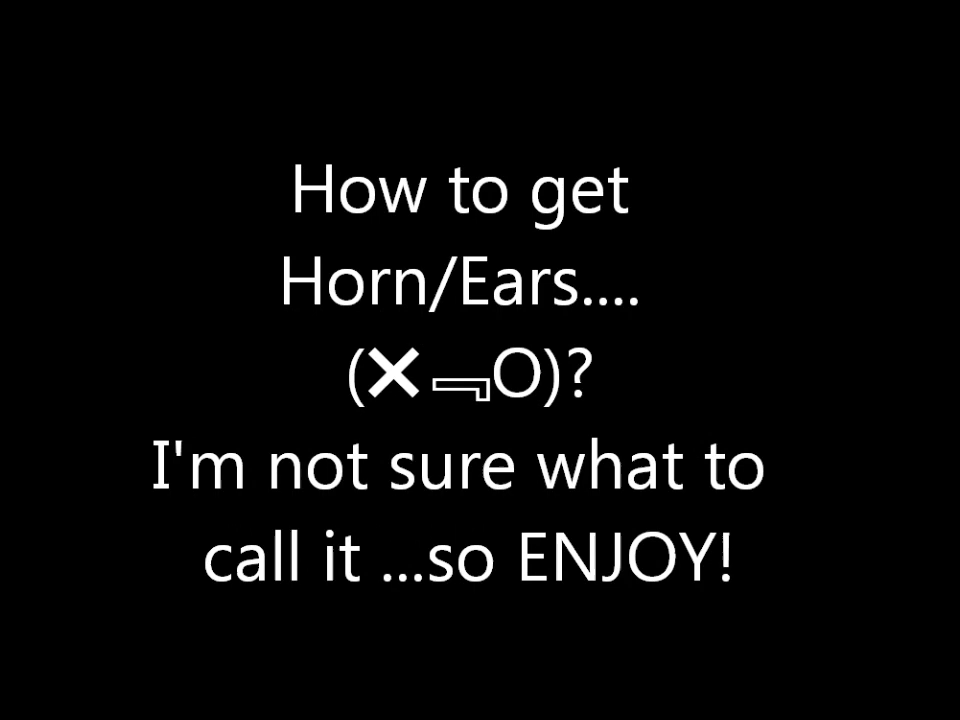 How to get
Horn/Ears....
(❌﹃O)?
I'm not sure what to
call it ...so ENJOY!